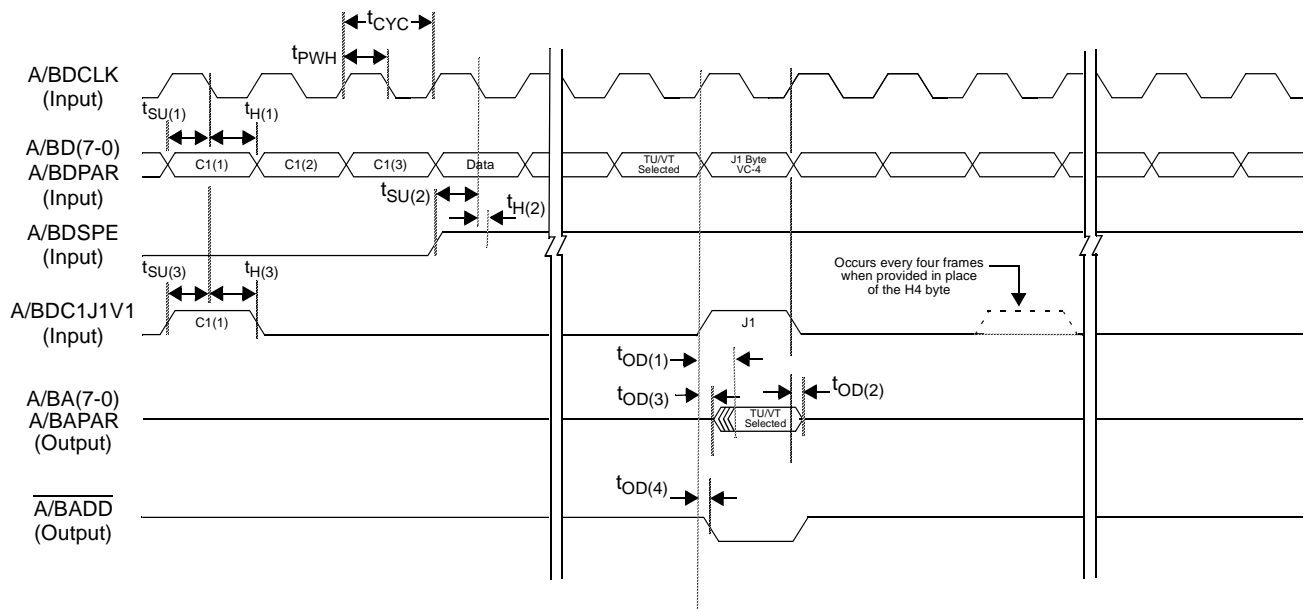 tCYC
tPWH
A/BDCLK
(Input)
tSU(1)
tH(1)
A/BD(7-0)
A/BDPAR
(Input)
C1(1)
C1(2)
C1(3)
Data
TU/VT
Selected
J1 Byte
VC-4
tSU(2)
tH(2)
A/BDSPE
(Input)
tSU(3)
tH(3)
Occurs every four frames
when provided in place
of the H4 byte
A/BDC1J1V1
(Input)
C1(1)
J1
tOD(1)
tOD(3)
tOD(2)
A/BA(7-0)
A/BAPAR
(Output)
TU/VT
Selected
tOD(4)
A/BADD
(Output)